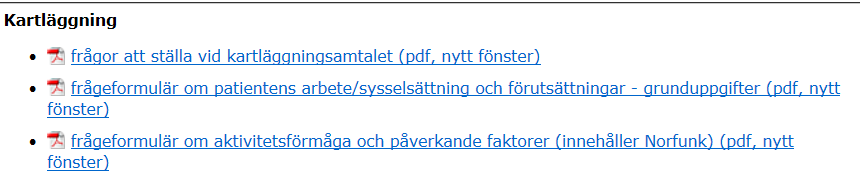 Kartläggning
frågor att ställa vid kartläggningsamtalet (pdf, nytt fönster)
frågeformulär om patientens arbete/sysselsättning och förutsättningar - grunduppgifter (pdf, nytt
fönster)
frågeformulär om aktivitetsförmåga och påverkande faktorer (innehåller Norfunk) (pdf, nytt
fönster)